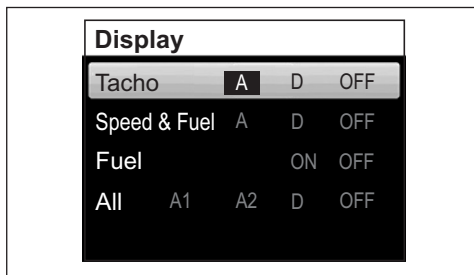 Display
Tacho A D OFF
Speed & Fuel A D OFF
Fuel ON OFF
All A1 A2 D OFF